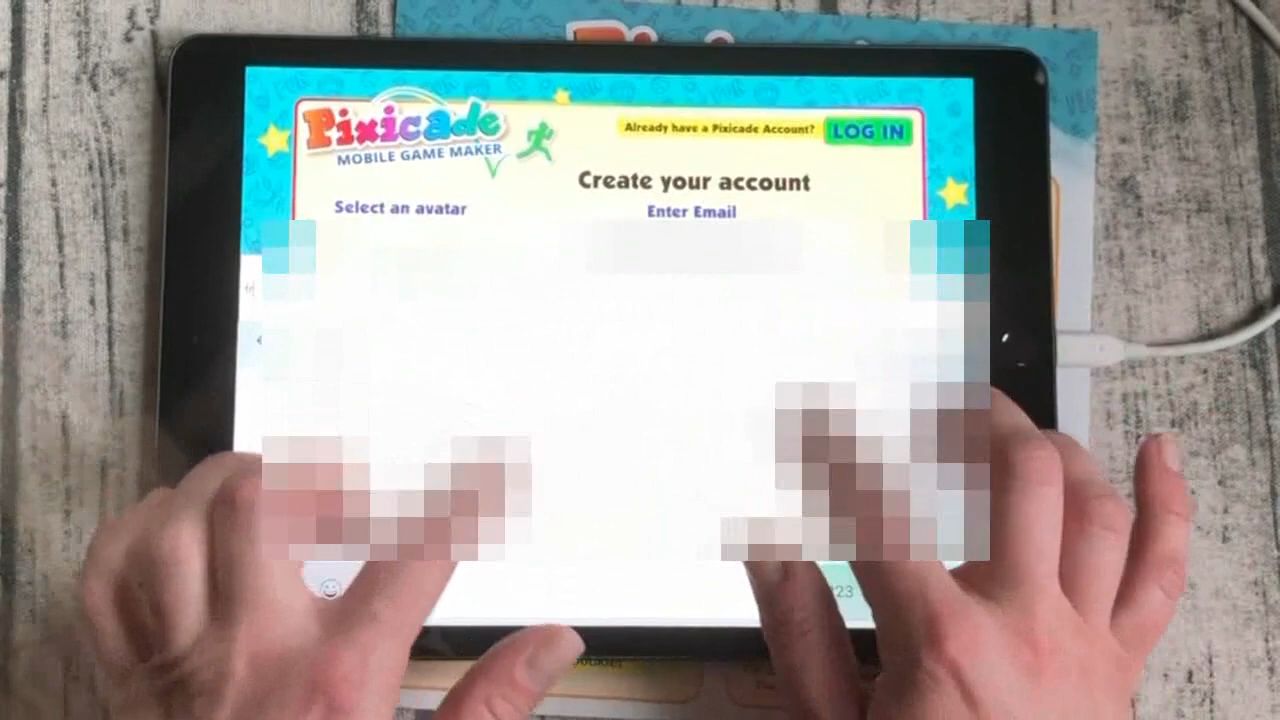 Pixicade
MOBILE GAME MAKER
Already have a Pixicade Account?
LOG IN
Create your account
Select an avatar
Enter Email